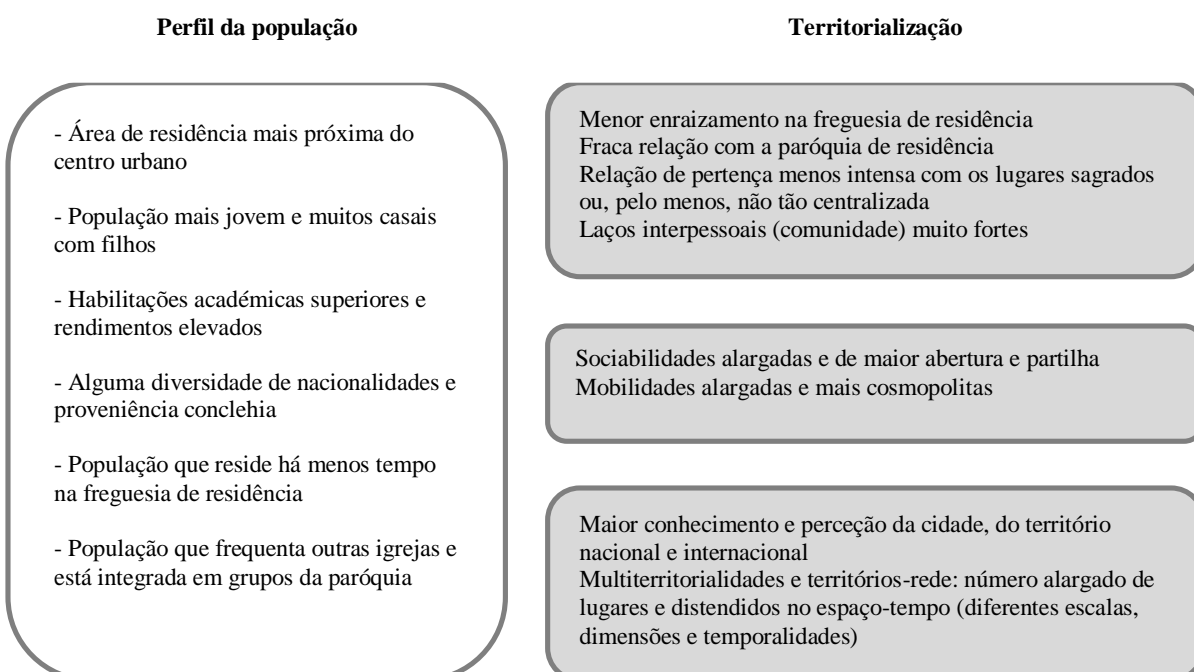 Perfil da população
- Área de residência mais próxima do
centro urbano
- População mais jovem e muitos casais
com filhos
- Habilitações académicas superiores e
rendimentos elevados
- Alguma diversidade de nacionalidades e
proveniência conclehia
- População que reside há menos tempo
na freguesia de residência
- População que frequenta outras igrejas e
está integrada em grupos da paróquia
Territorialização
Menor enraizamento na freguesia de residência
Fraca relação com a paróquia de residência
Relação de pertença menos intensa com os lugares sagrados
ou, pelo menos, não tão centralizada
Laços interpessoais (comunidade) muito fortes
Sociabilidades alargadas e de maior abertura e partilha
Mobilidades alargadas e mais cosmopolitas
Maior conhecimento e perceção da cidade, do território
nacional e internacional
Multiterritorialidades e territórios-rede: número alargado de
lugares e distendidos no espaço-tempo (diferentes escalas,
dimensões e temporalidades)